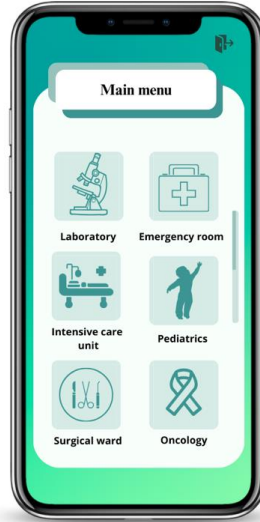 Main menu
Laboratory
Emergency room
Intensive care
unit
Pediatrics
Surgical ward
Oncology